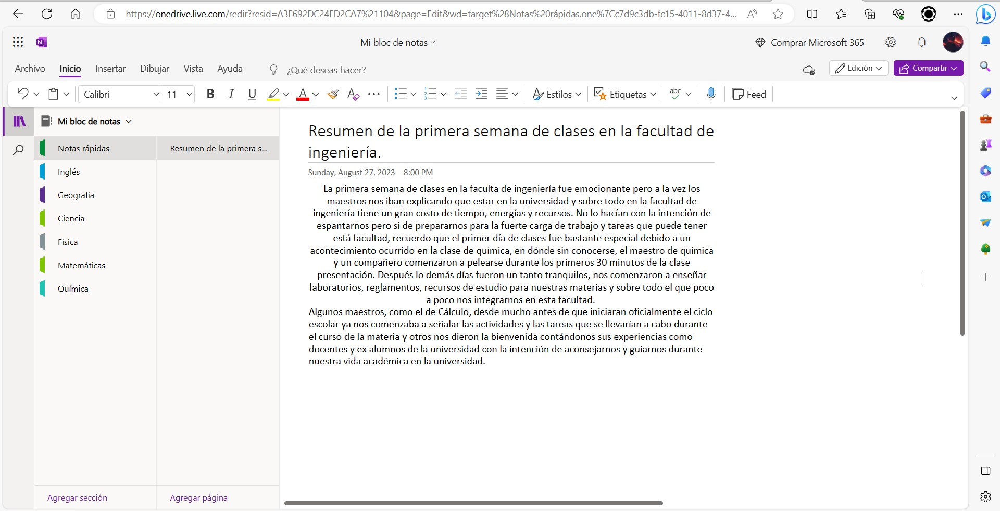 https://onedrive.live.com/redir?resid=A3F692DC24FD2CA7%21104&page=Edit&wd=target%28Notas%20rápidas.one%7Cc7d9c3db-fc15-4011-8d37-4...
Mi bloc de notas
Comprar Microsoft 365
Archivo Inicio Insertar Dibujar Vista Ayuda ¿Qué deseas hacer?
Edición Compartir
Calibri 11 B I U A A Estilos Etiquetas abc Feed
Mi bloc de notas
Notas rápidas
Inglés
Geografía
Ciencia
Física
Matemáticas
Química
Agregar sección
Resumen de la primera s...
Agregar página
Resumen de la primera semana de clases en la facultad de
ingeniería.
Sunday, August 27, 2023 8:00 PM
La primera semana de clases en la faculta de ingeniería fue emocionante pero a la vez los
maestros nos iban explicando que estar en la universidad y sobre todo en la facultad de
ingeniería tiene un gran costo de tiempo, energías y recursos. No lo hacían con la intención de
espantarnos pero si de prepararnos para la fuerte carga de trabajo y tareas que puede tener
está facultad, recuerdo que el primer día de clases fue bastante especial debido a un
acontecimiento ocurrido en la clase de química, en dónde sin conocerse, el maestro de química
y un compañero comenzaron a pelearse durante los primeros 30 minutos de la clase
presentación. Después lo demás días fueron un tanto tranquilos, nos comenzaron a enseñar
laboratorios, reglamentos, recursos de estudio para nuestras materias y sobre todo el que poco
a poco nos integrarnos en esta facultad.
Algunos maestros, como el de Cálculo, desde mucho antes de que iniciaran oficialmente el ciclo
escolar ya nos comenzaba a señalar las actividades y las tareas que se llevarían a cabo durante
el curso de la materia y otros nos dieron la bienvenida contándonos sus experiencias como
docentes y ex alumnos de la universidad con la intención de aconsejarnos y guiarnos durante
nuestra vida académica en la universidad.